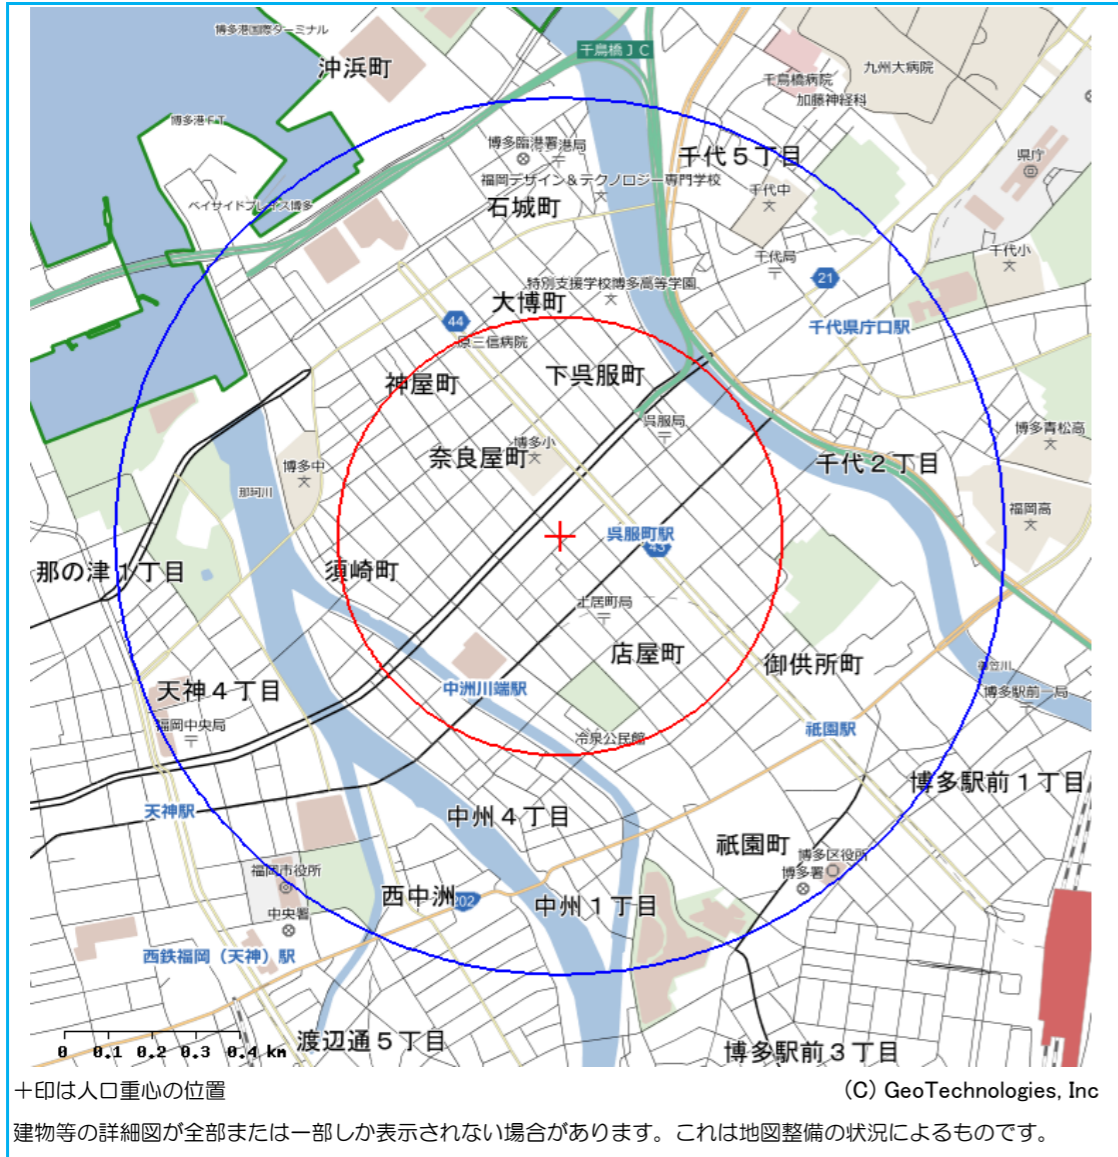 博多港国際ターミナル
沖浜町
千鳥橋ＪＣ
九州大病院
千鳥橋病院
加藤神経科
博多港ＦＴ
博多臨港署
港局
千代５丁目
県庁
福岡デザイン＆テクノロジー専門学校
千代中
ベイサイドプレイス博多
石城町
千代局
千代小
特別支援学校博多高等学園
21
大博町
44
千代県庁口駅
原三信病院
下呉服町
神屋町
呉服局
博多小
博多青松高
奈良屋町
千代２丁目
博多中
那珂川
福岡高
呉服町駅
43
那の津１丁目
須崎町
土居町局
店屋町
御供所町
御笠川
天神４丁目
中洲川端駅
博多駅前一局
福岡中央局
冷泉公民館
祇園駅
博多駅前１丁目
天神駅
中州４丁目
祇園町
博多区役所
福岡市役所
博多署
西中洲
202
中州１丁目
中央署
西鉄福岡（天神）駅
渡辺通５丁目
博多駅前３丁目
0 0.1 0.2 0.3 0.4 km
＋印は人口重心の位置
(C) GeoTechnologies, Inc
建物等の詳細図が全部または一部しか表示されない場合があります。これは地図整備の状況によるものです。